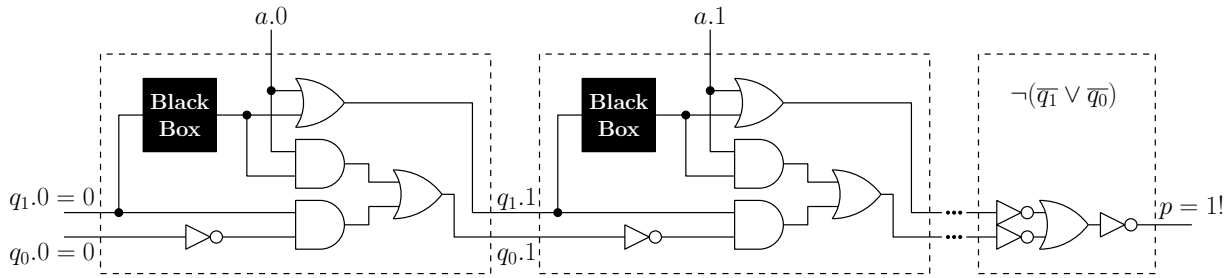 a.0
a.1
Black
Box
Black
Box
¬(q̅₁ ∨ q̅₀)
q₁.0 = 0
q₁.1
p = 1!
q₀.0 = 0
q₀.1